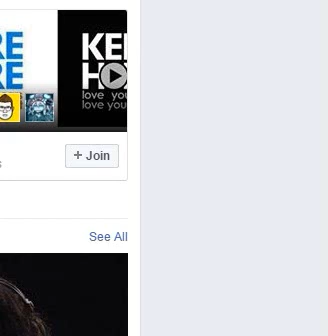 RE
RE
KE
HO
love you
love you
+ Join
See All